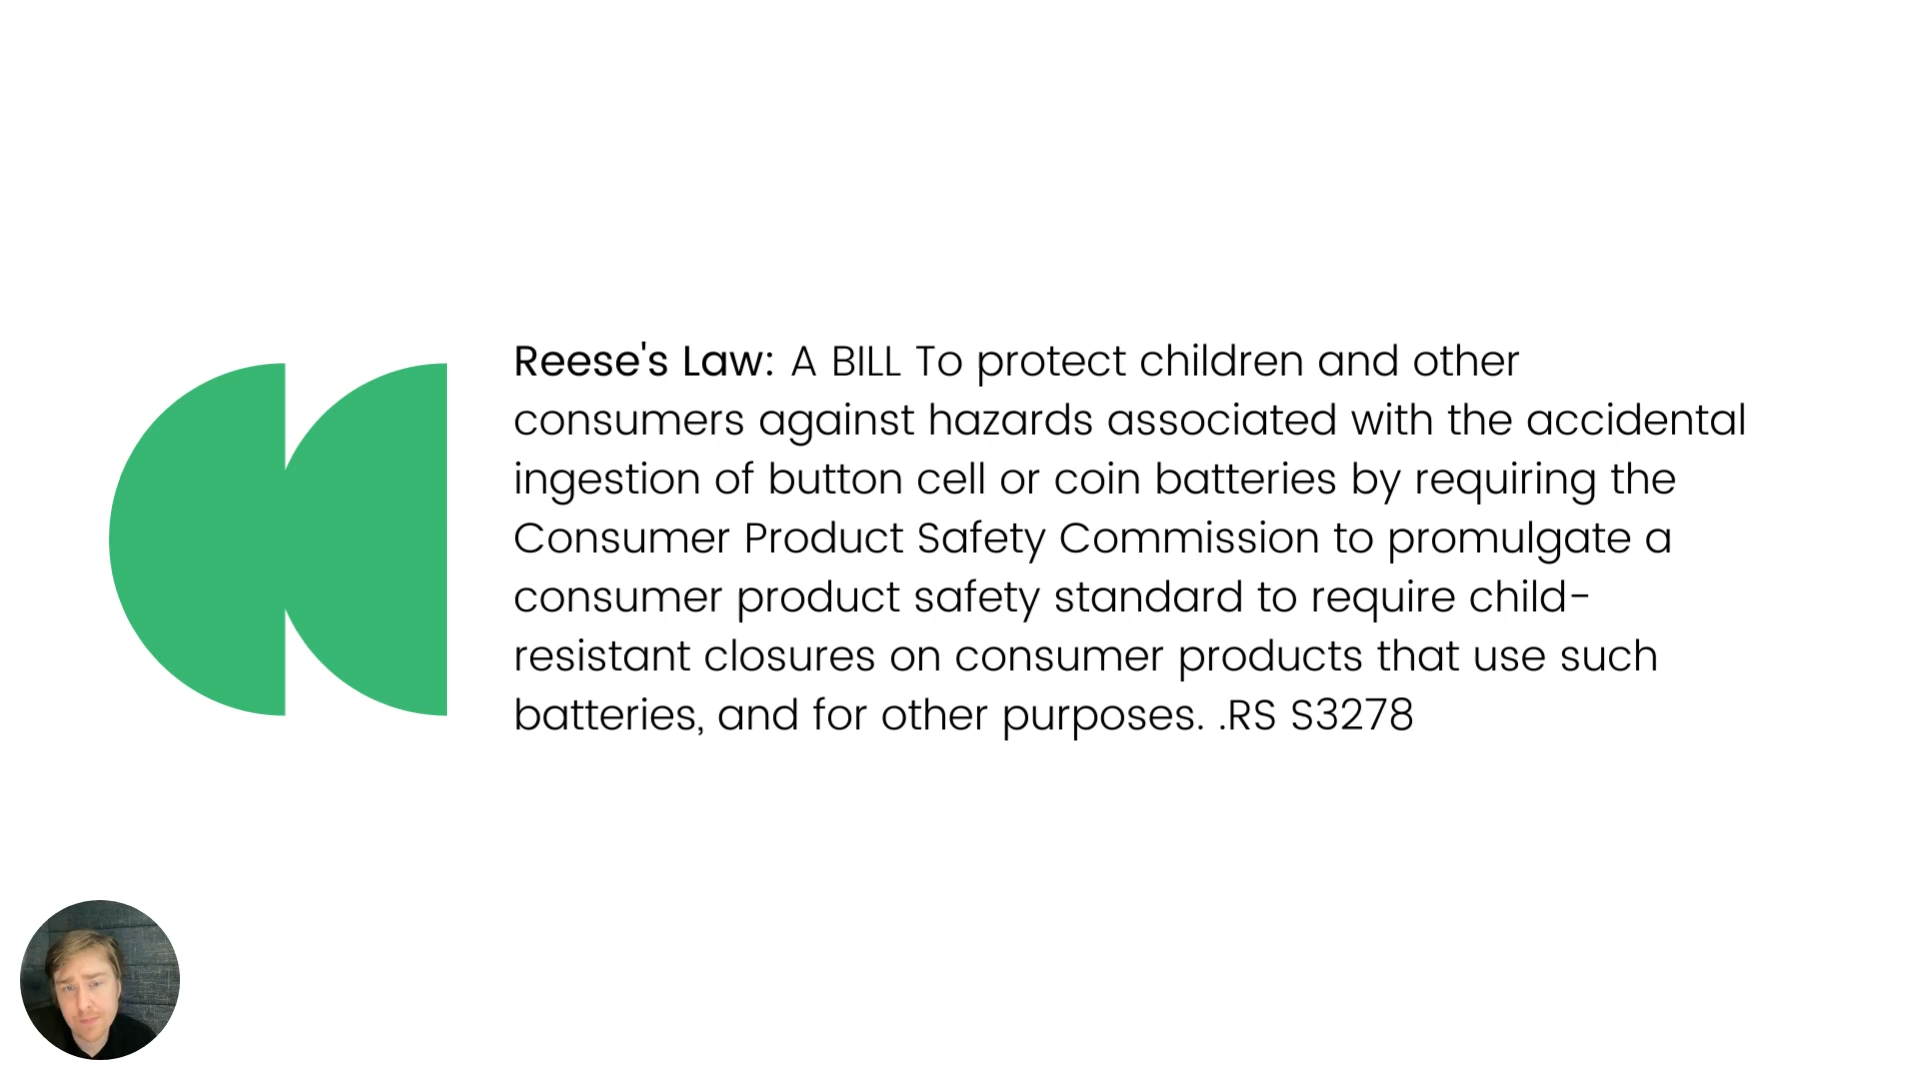 Reese's Law: A BILL To protect children and other
consumers against hazards associated with the accidental
ingestion of button cell or coin batteries by requiring the
Consumer Product Safety Commission to promulgate a
consumer product safety standard to require child-
resistant closures on consumer products that use such
batteries, and for other purposes. .RS S3278